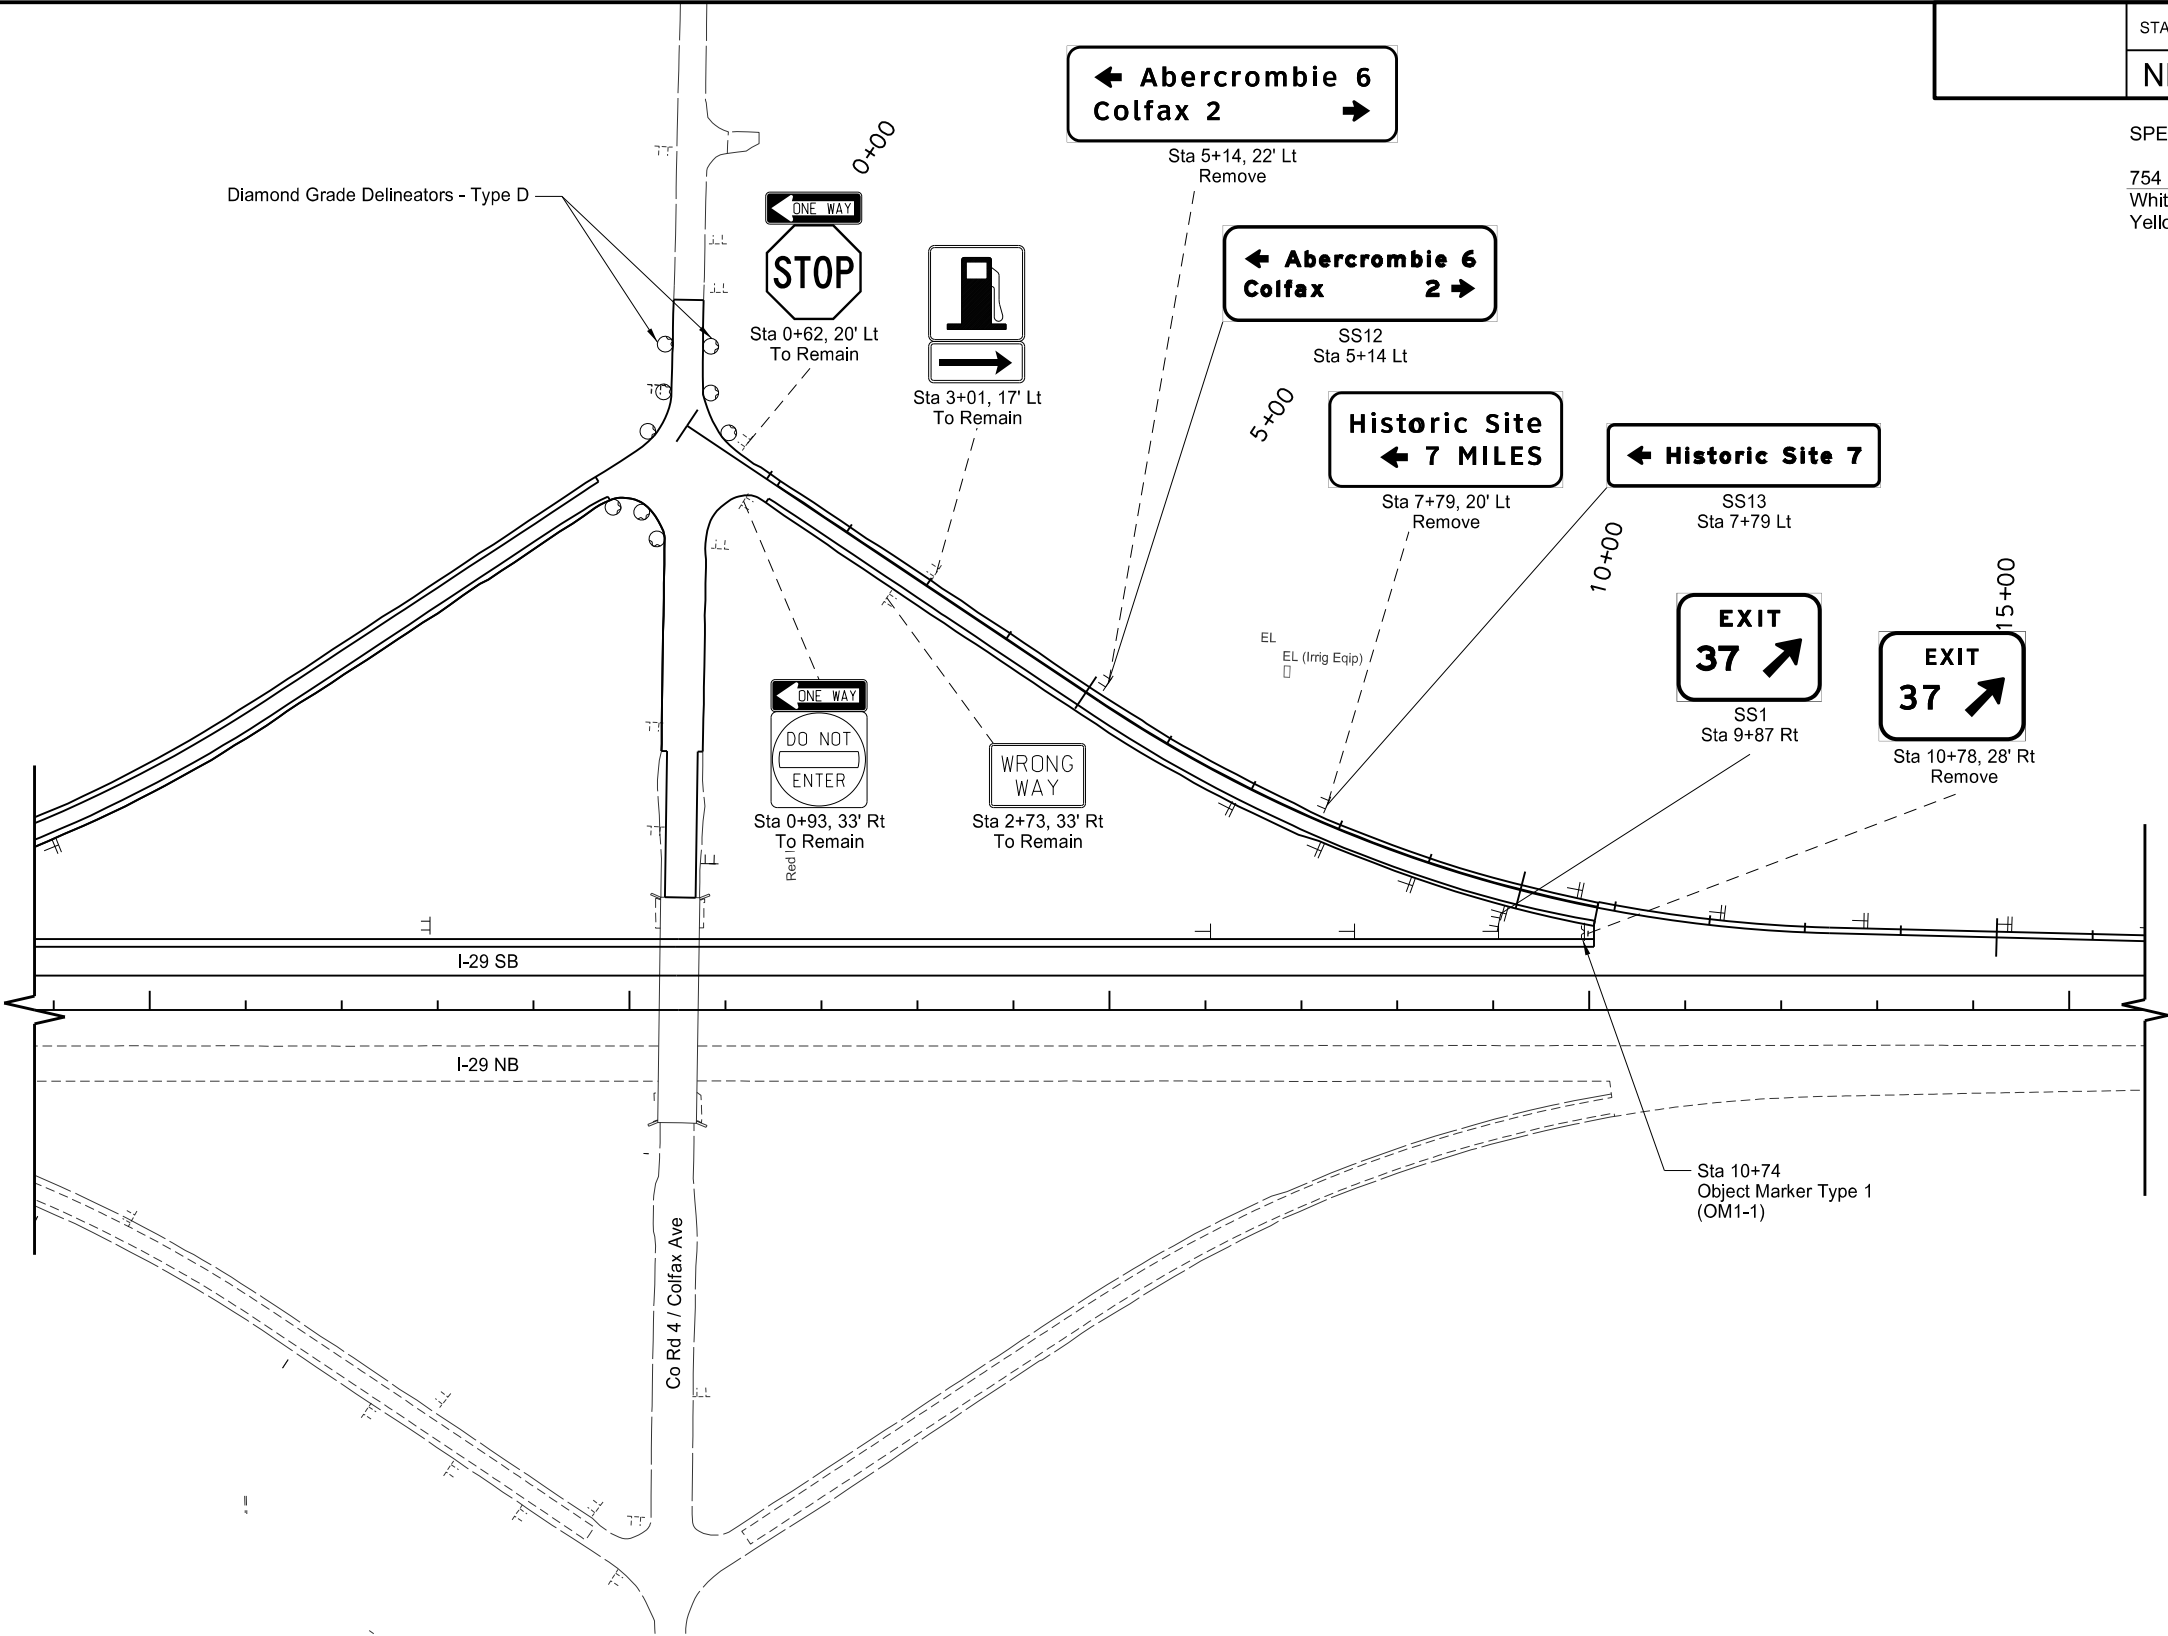 STA
← Abercrombie 6
Colfax 2 →
Sta 5+14, 22' Lt
Remove
SPE
754
Whit
Yello
0+00
Diamond Grade Delineators - Type D
ONE WAY
STOP
Sta 0+62, 20' Lt
To Remain
Sta 3+01, 17' Lt
To Remain
← Abercrombie 6
Colfax 2 →
SS12
Sta 5+14 Lt
5+00
Historic Site
← 7 MILES
Sta 7+79, 20' Lt
Remove
← Historic Site 7
SS13
Sta 7+79 Lt
10+00
15+00
EXIT
37
SS1
Sta 9+87 Rt
EXIT
37
Sta 10+78, 28' Rt
Remove
EL
EL (Irrig Eqip)
ONE WAY
DO NOT
ENTER
Sta 0+93, 33' Rt
To Remain
Red
WRONG
WAY
Sta 2+73, 33' Rt
To Remain
I-29 SB
I-29 NB
Sta 10+74
Object Marker Type 1
(OM1-1)
Co Rd 4 / Colfax Ave